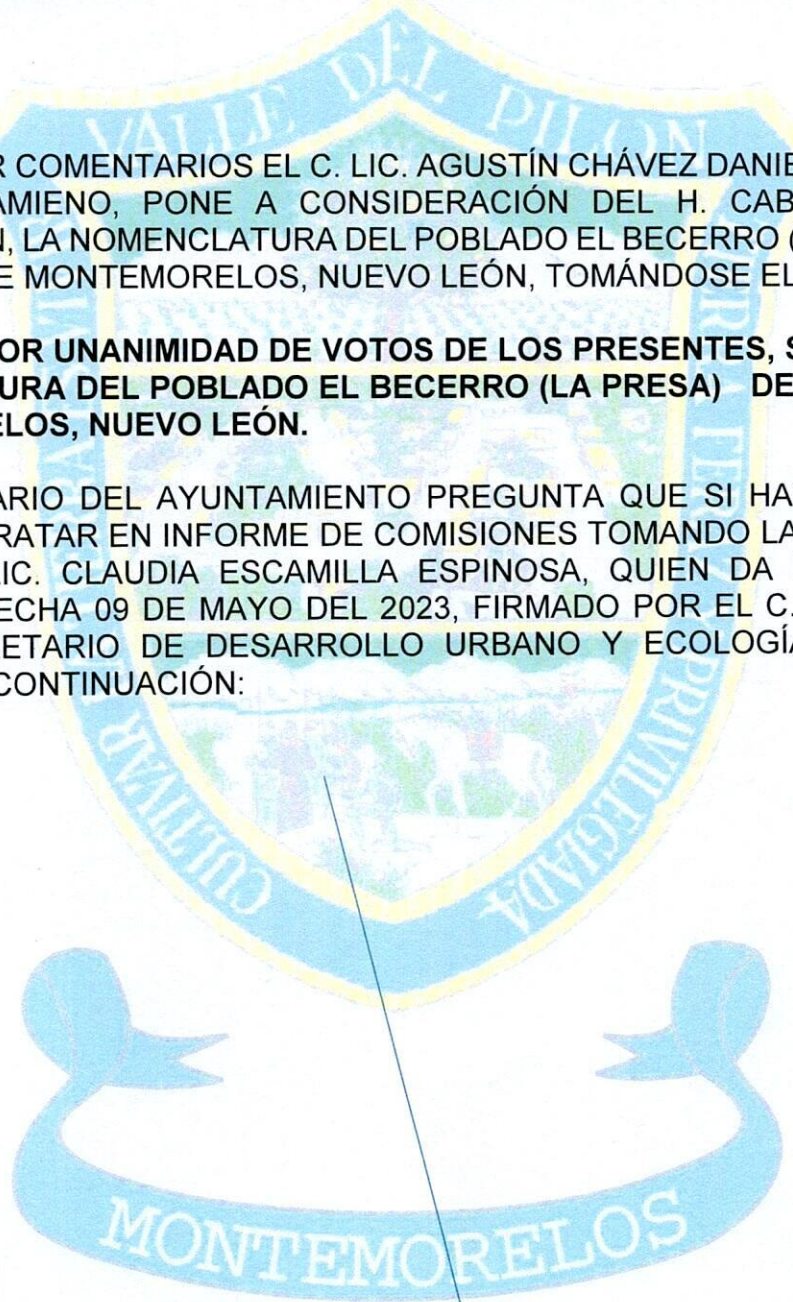 VALLE DEL PILON
R COMENTARIOS EL C. LIC. AGUSTÍN CHÁVEZ DANIE
AMIENO, PONE A CONSIDERACIÓN DEL H. CAB
N, LA NOMENCLATURA DEL POBLADO EL BECERRO (
E MONTEMORELOS, NUEVO LEÓN, TOMÁNDOSE EL
OR UNANIMIDAD DE VOTOS DE LOS PRESENTES, S
URA DEL POBLADO EL BECERRO (LA PRESA) DE
ELOS, NUEVO LEÓN.
ARIO DEL AYUNTAMIENTO PREGUNTA QUE SI HA
RATAR EN INFORME DE COMISIONES TOMANDO LA
LIC. CLAUDIA ESCAMILLA ESPINOSA, QUIEN DA
ECHA 09 DE MAYO DEL 2023, FIRMADO POR EL C.
ETARIO DE DESARROLLO URBANO Y ECOLOGÍA
CONTINUACIÓN:
CULTIVAR
PRIVILEGIADA
MONTEMORELOS